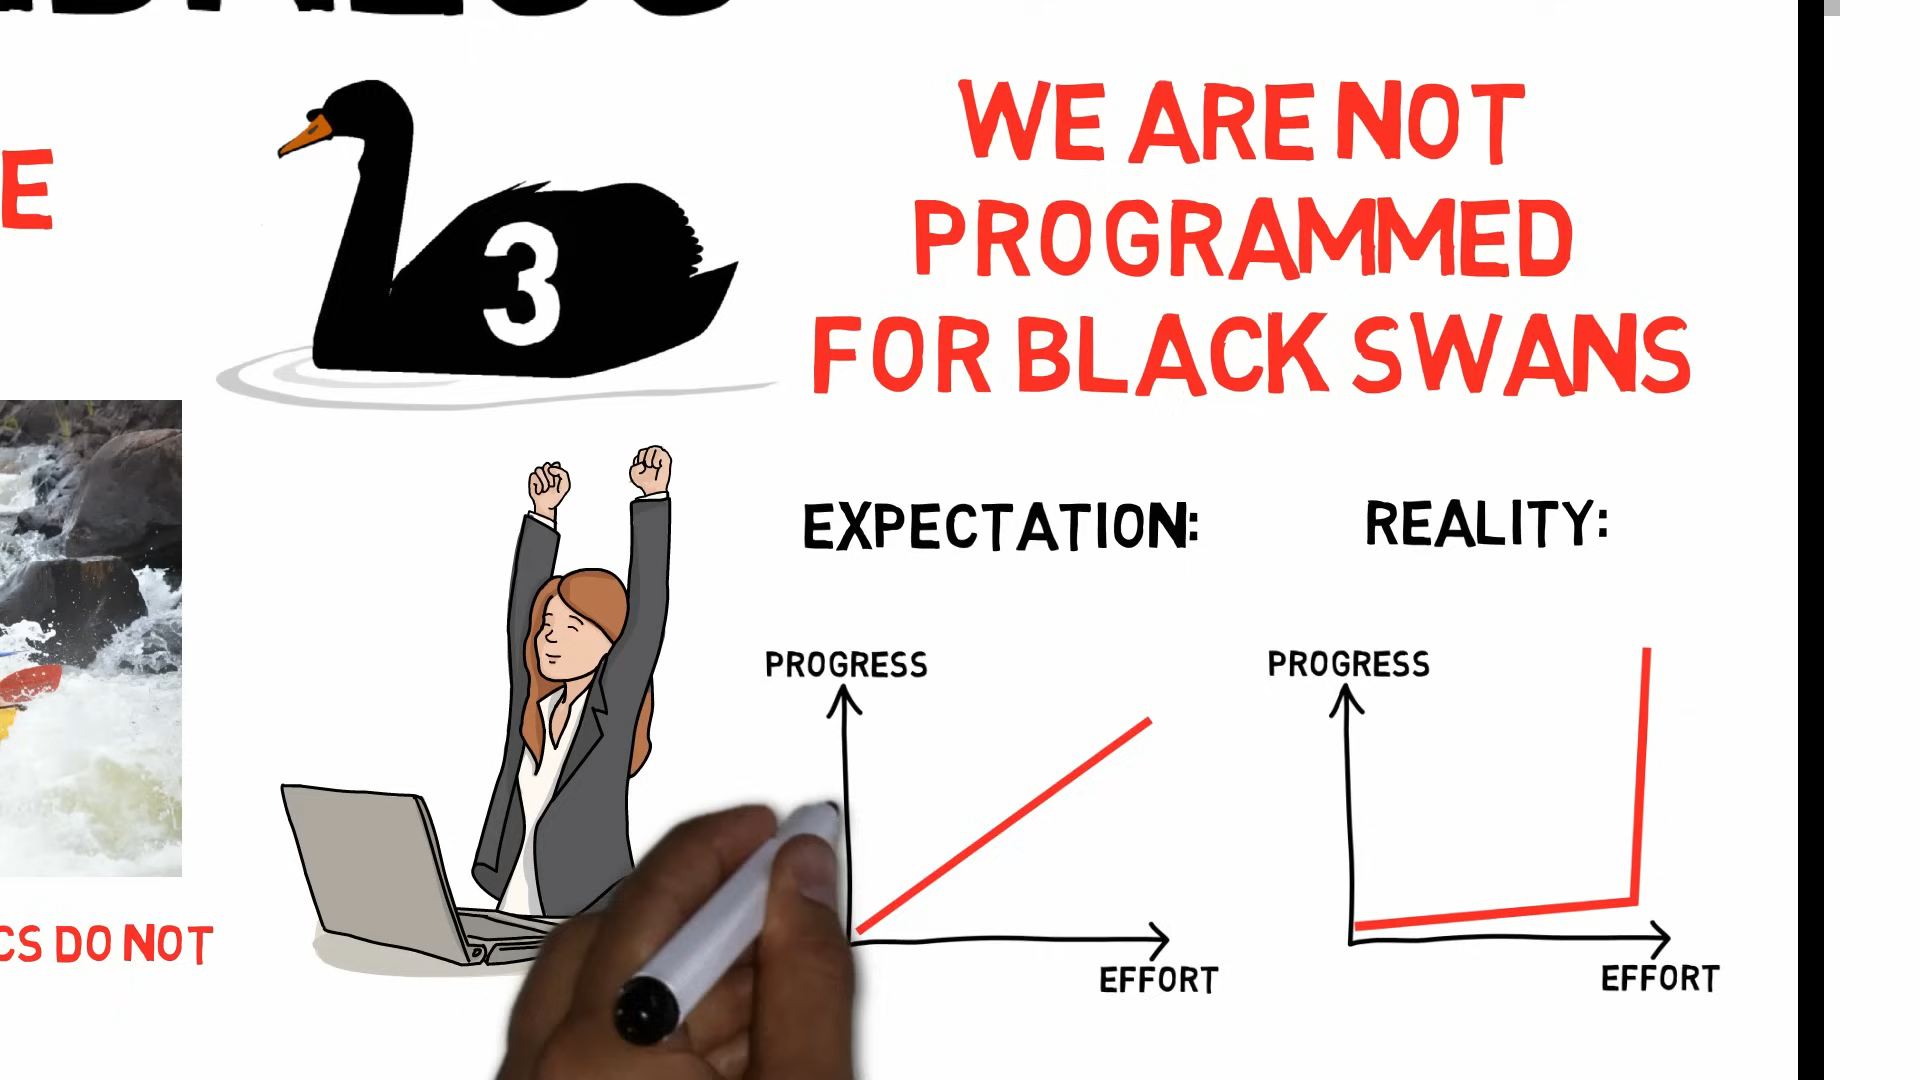 3
WE ARE NOT
PROGRAMMED
FOR BLACK SWANS
EXPECTATION:
REALITY:
PROGRESS
EFFORT
PROGRESS
EFFORT
E
CS DO NOT